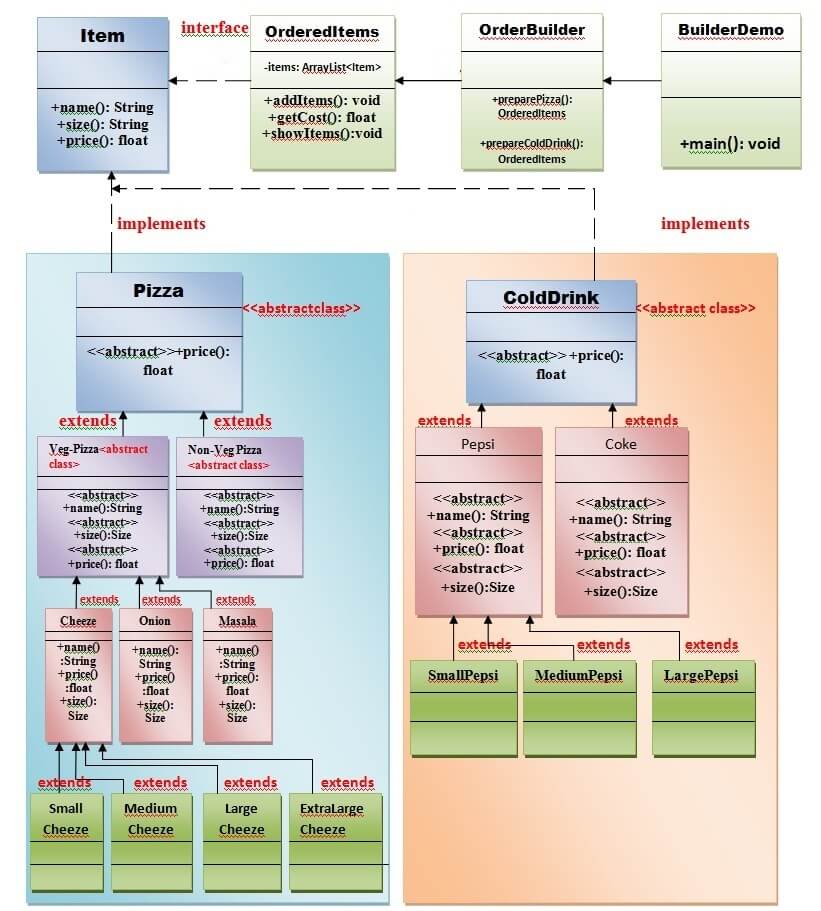 Item
interface
+name(): String
+size(): String
+price(): float
OrderedItems
-items: ArrayList<Item>
+addItems(): void
+getCost(): float
+showItems():void
OrderBuilder
+preparePizza():
OrderedItems
+prepareColdDrink():
OrderedItems
BuilderDemo
+main(): void
implements
implements
Pizza
<<abstractclass>>
<<abstract>>+price():
float
ColdDrink
<<abstract class>>
<<abstract>> +price():
float
extends
extends
Veg-Pizza<abstract
class>
<<abstract>>
+name():String
<<abstract>>
+size():Size
<<abstract>>
+price(): float
Non-Veg Pizza
<abstract class>
<<abstract>>
+name(): String
<<abstract>>
+size():Size
<<abstract>>
+price(): float
extends
extends
Pepsi
<<abstract>>
+name(): String
<<abstract>>
+price(): float
<<abstract>>
+size():Size
Coke
<<abstract>>
+name(): String
<<abstract>>
+price(): float
<<abstract>>
+size():Size
extends
extends
extends
Cheeze
+name()
:String
+price()
:float
+size():
Size
Onion
+name():
String
+price()
:float
+size():
Size
Masala
+name()
:String
+price():
float
+size():
Size
extends
extends
extends
SmallPepsi
MediumPepsi
LargePepsi
extends
extends
extends
extends
Small
Cheeze
Medium
Cheeze
Large
Cheeze
ExtraLarge
Cheeze